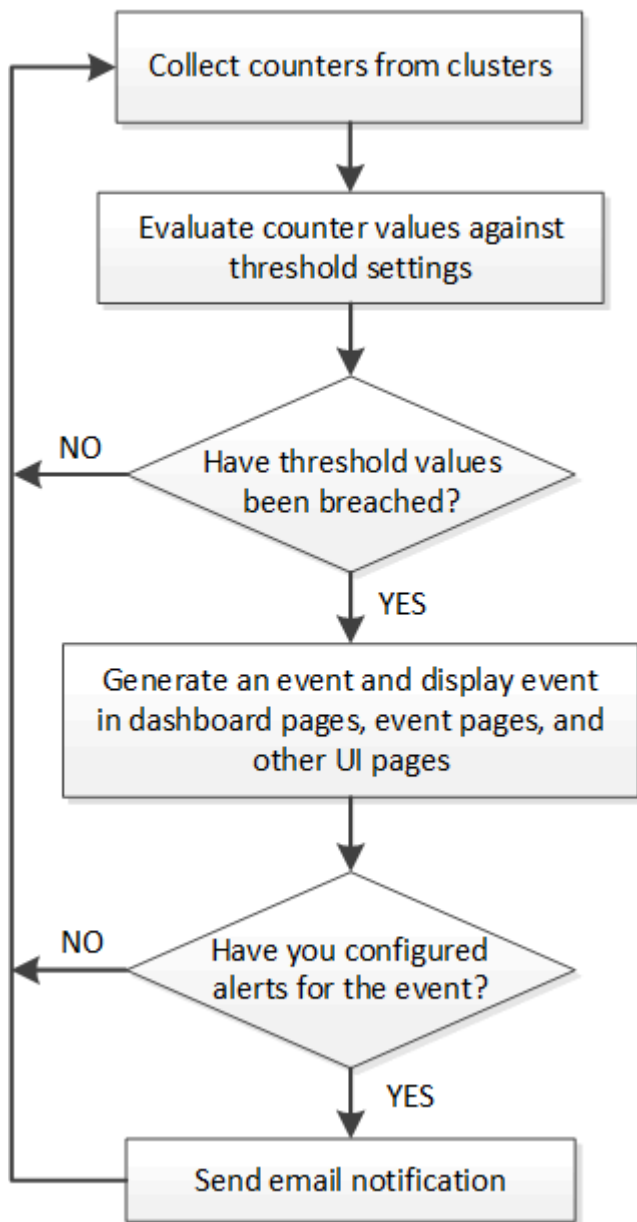 Collect counters from clusters
Evaluate counter values against
threshold settings
NO
Have threshold values
been breached?
YES
Generate an event and display event
in dashboard pages, event pages, and
other UI pages
NO
Have you configured
alerts for the event?
YES
Send email notification